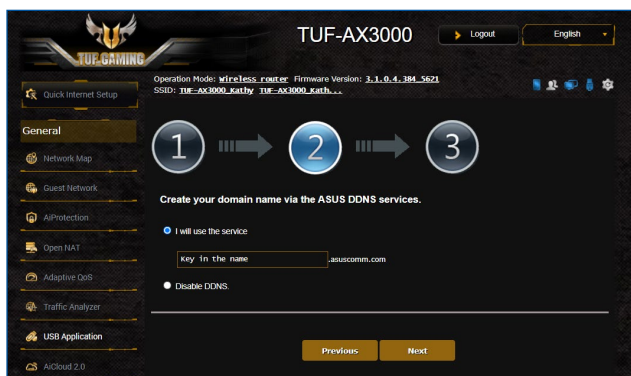 TUF GAMING
TUF-AX3000
Logout
English
Operation Mode: Wireless router Firmware Version: 3.1.0.4.384_5621
SSID: TUF-AX3000_Kathy TUF-AX3000_Kath...
Quick Internet Setup
General
Network Map
Guest Network
AiProtection
Open NAT
Adaptive QoS
Traffic Analyzer
USB Application
AiCloud 2.0
1
2
3
Create your domain name via the ASUS DDNS services.
I will use the service
Key in the name .asuscomm.com
Disable DDNS.
Previous Next